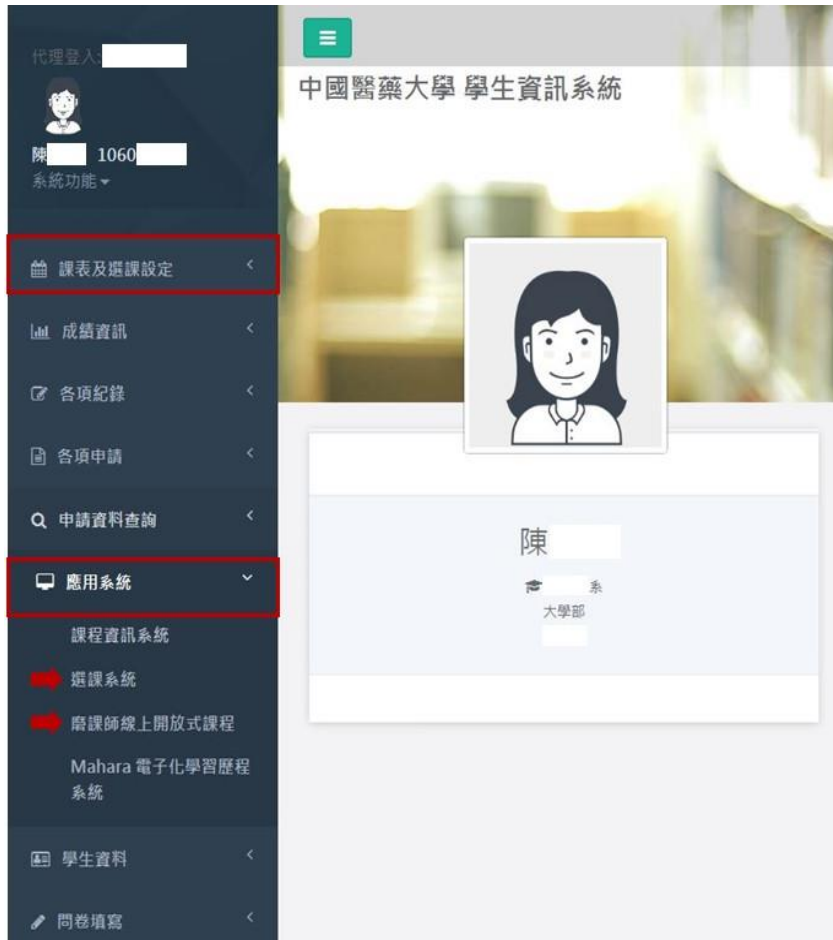 代理登入:
陳 1060
系統功能
課表及選課設定
成績資訊
各項紀錄
各項申請
申請資料查詢
應用系統
課程資訊系統
選課系統
磨課師線上開放式課程
Mahara 電子化學習歷程
系統
學生資料
問卷填寫
中國醫藥大學 學生資訊系統
陳
系
大學部